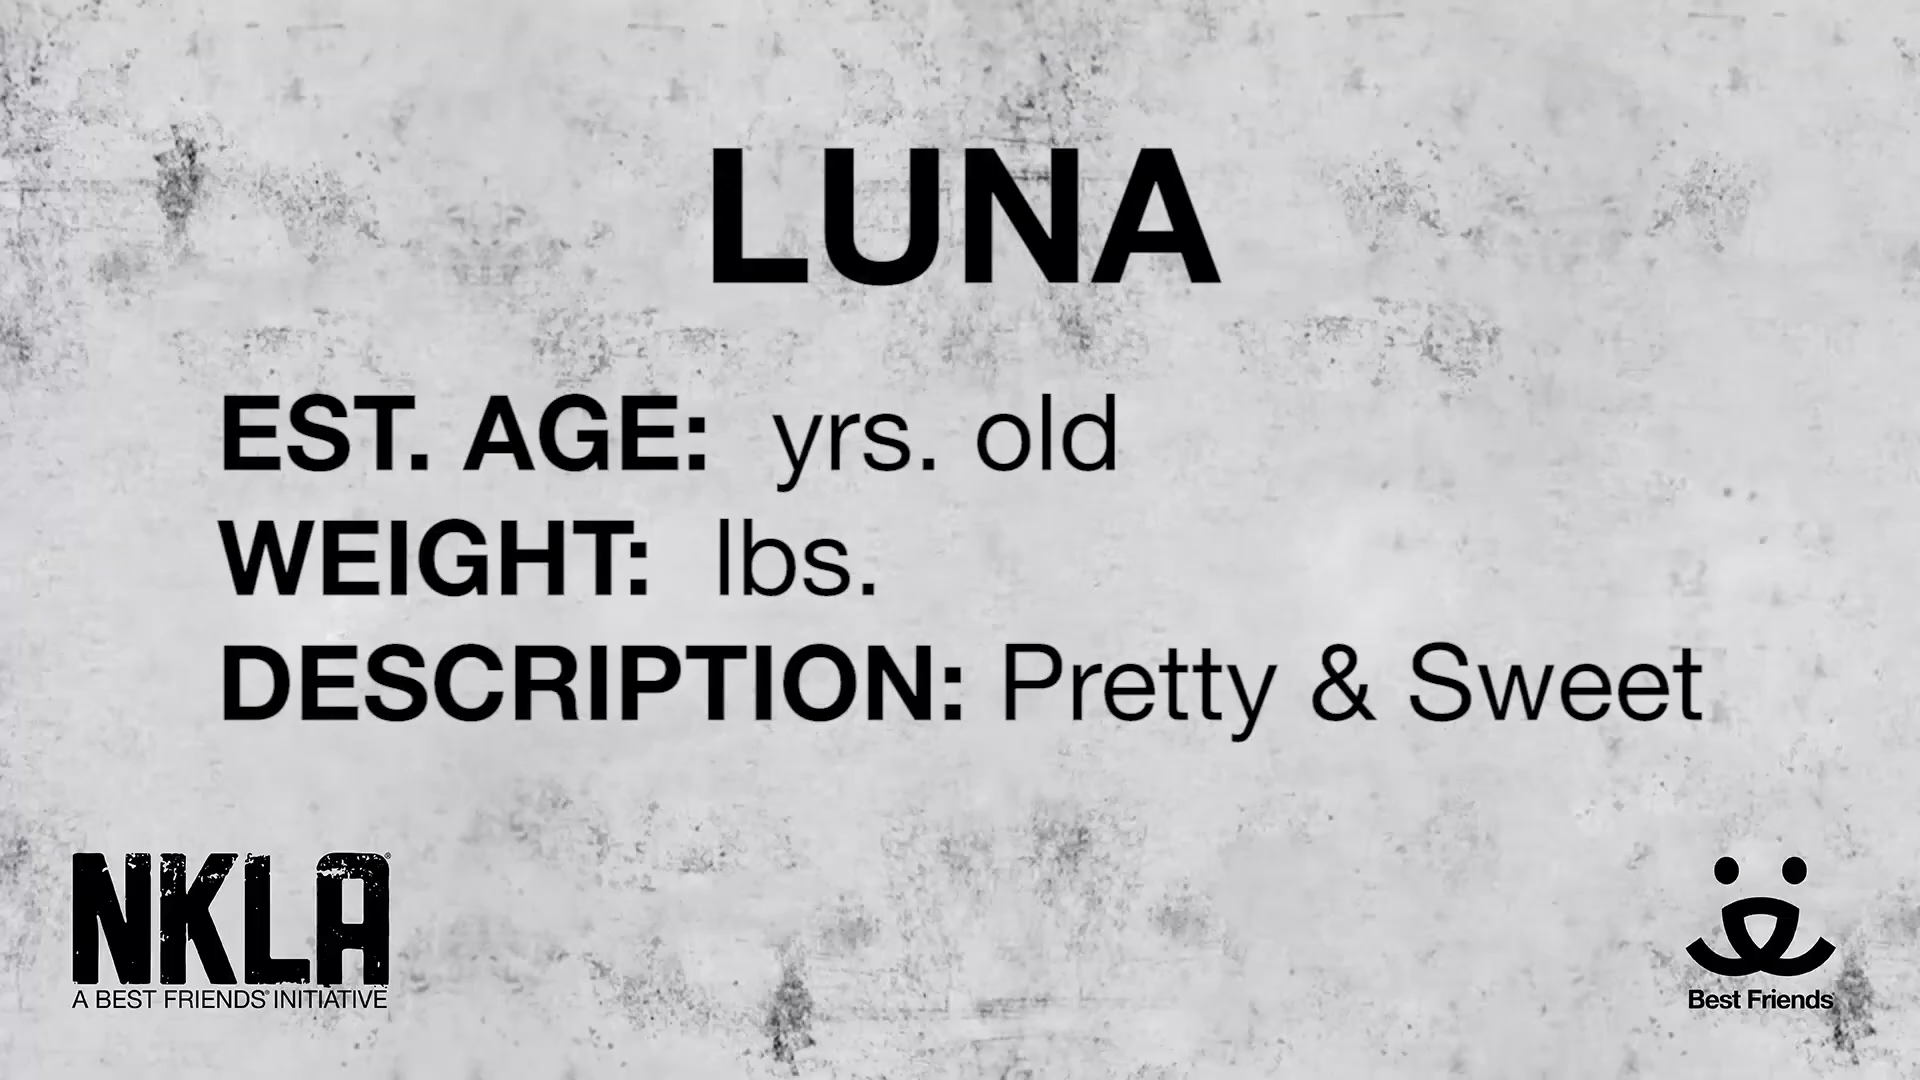 LUNA
EST. AGE: yrs. old
WEIGHT: lbs.
DESCRIPTION: Pretty & Sweet
NKLA®
A BEST FRIENDS® INITIATIVE
Best Friends